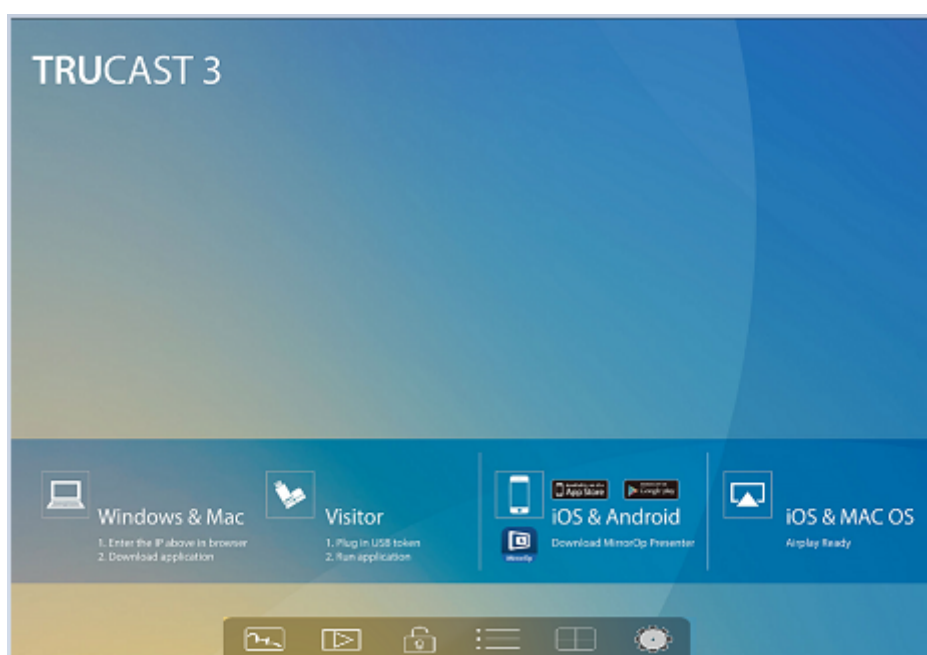 TRUCAST 3
Windows & Mac
1. Enter the IP above in browser
2. Download application
Visitor
1. Plug in USB token
2. Run application
App Store
Google play
iOS & Android
Download MirrorOp Presenter
MirrorOp
iOS & MAC OS
Airplay Ready